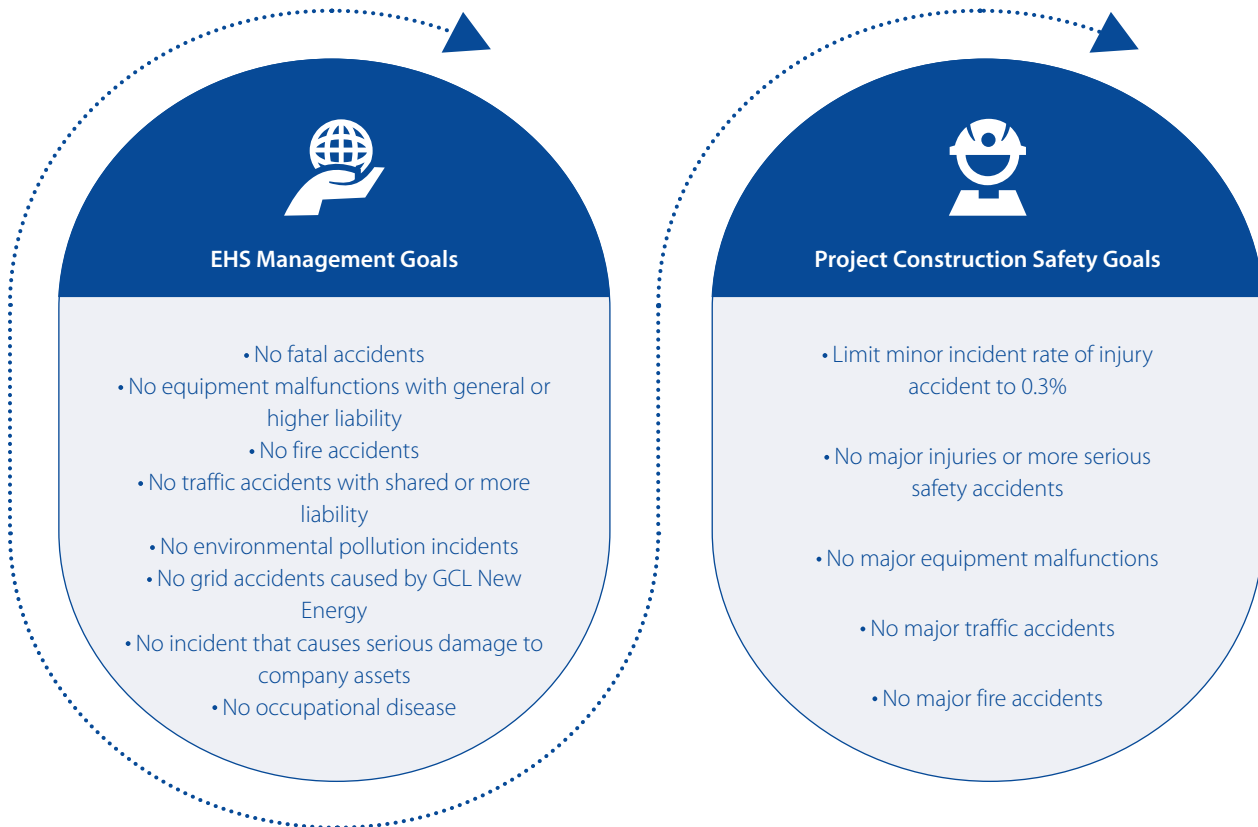 EHS Management Goals
• No fatal accidents
• No equipment malfunctions with general or
higher liability
• No fire accidents
• No traffic accidents with shared or more
liability
• No environmental pollution incidents
• No grid accidents caused by GCL New
Energy
• No incident that causes serious damage to
company assets
• No occupational disease
Project Construction Safety Goals
• Limit minor incident rate of injury
accident to 0.3%
• No major injuries or more serious
safety accidents
• No major equipment malfunctions
• No major traffic accidents
• No major fire accidents